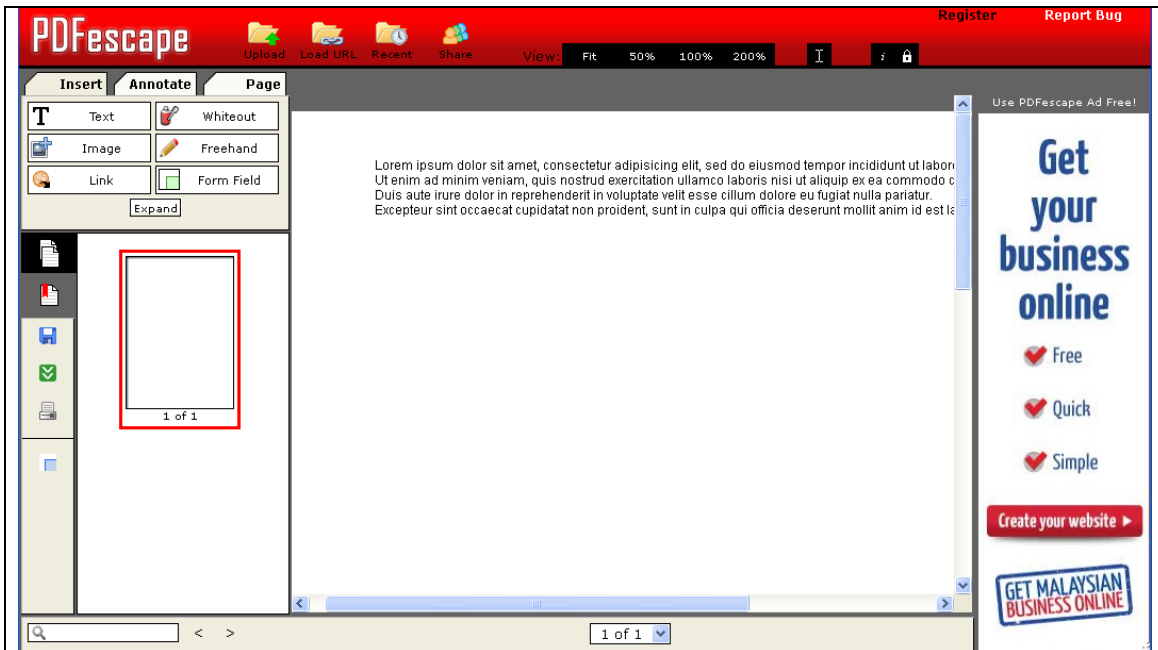 PDFescape
Upload
Load URL
Recent
Share
View:
Fit
50%
100%
200%
i
Register
Report Bug
Insert
Annotate
Page
T Text
Whiteout
Image
Freehand
Link
Form Field
Expand
1 of 1
Lorem ipsum dolor sit amet, consectetur adipisicing elit, sed do eiusmod tempor incididunt ut labor
Ut enim ad minim veniam, quis nostrud exercitation ullamco laboris nisi ut aliquip ex ea commodo c
Duis aute irure dolor in reprehenderit in voluptate velit esse cillum dolore eu fugiat nulla pariatur.
Excepteur sint occaecat cupidatat non proident, sunt in culpa qui officia deserunt mollit anim id est la
< >
1 of 1
Use PDFescape Ad Free!
Get
your
business
online
Free
Quick
Simple
Create your website
GET MALAYSIAN
BUSINESS ONLINE